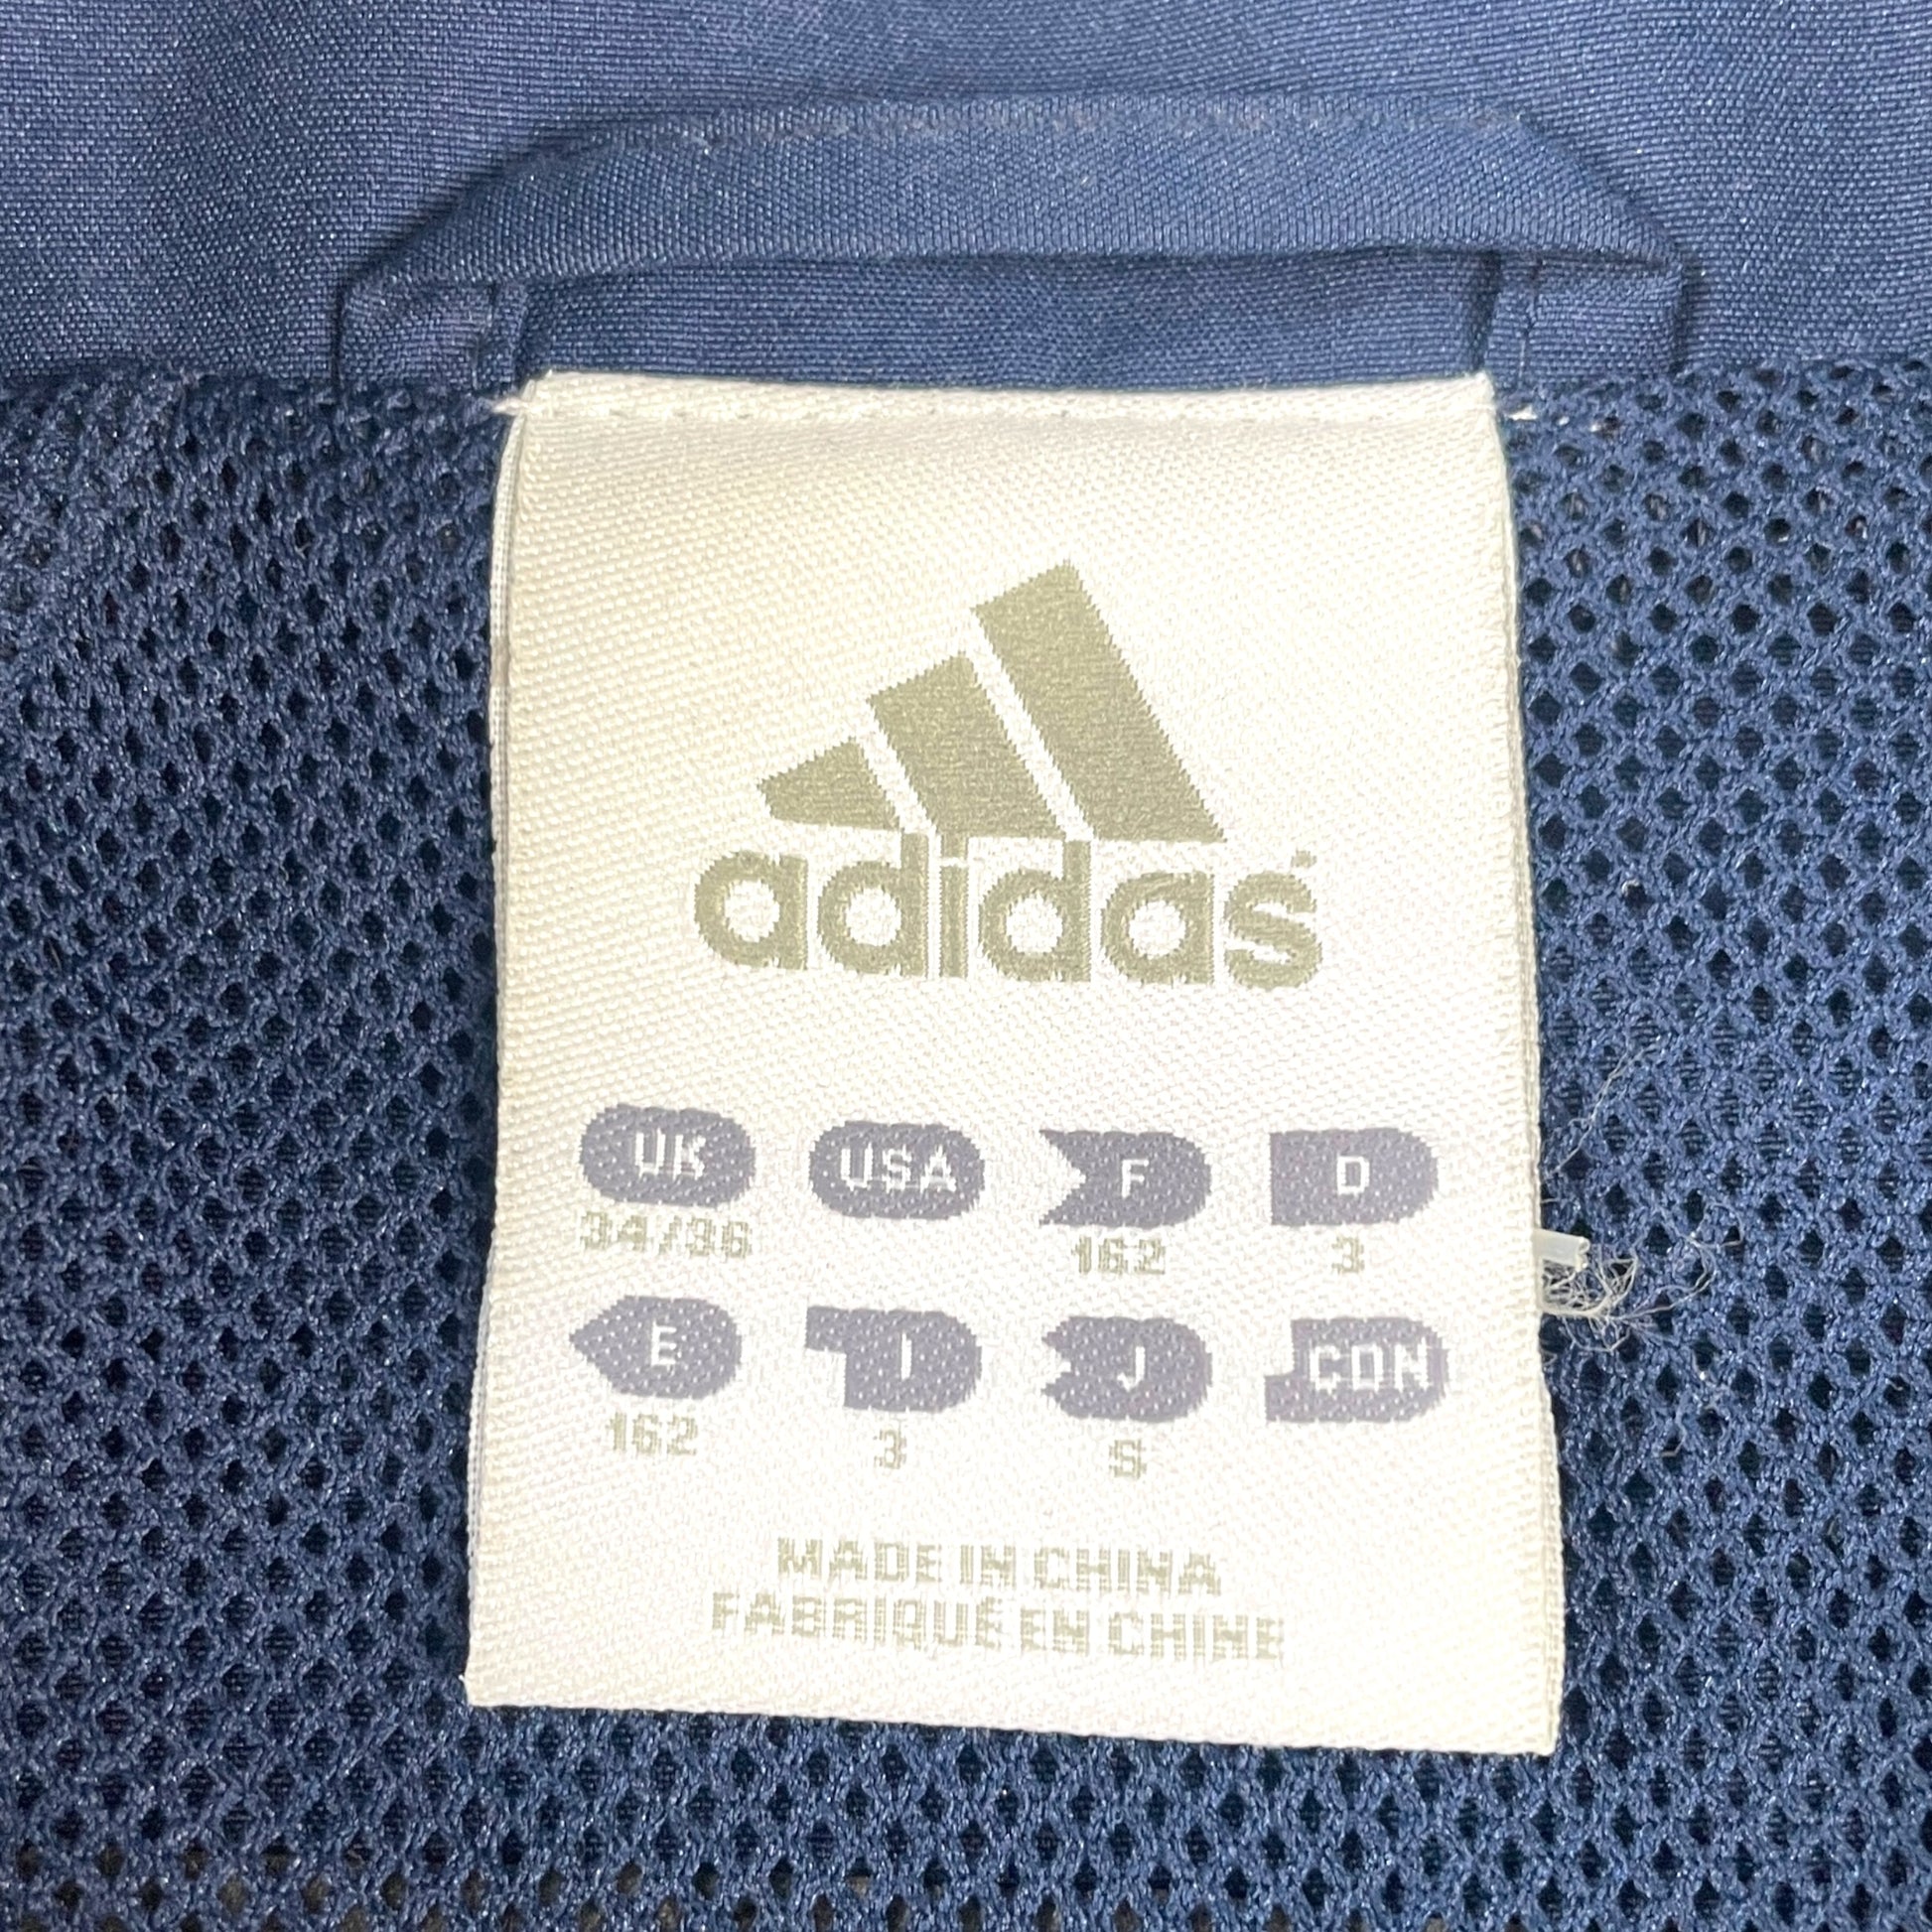 adidas
UK USA F D
34/36 162 3
E I J CDN
162 3 S
MADE IN CHINA
FABRIQUÉ EN CHINE